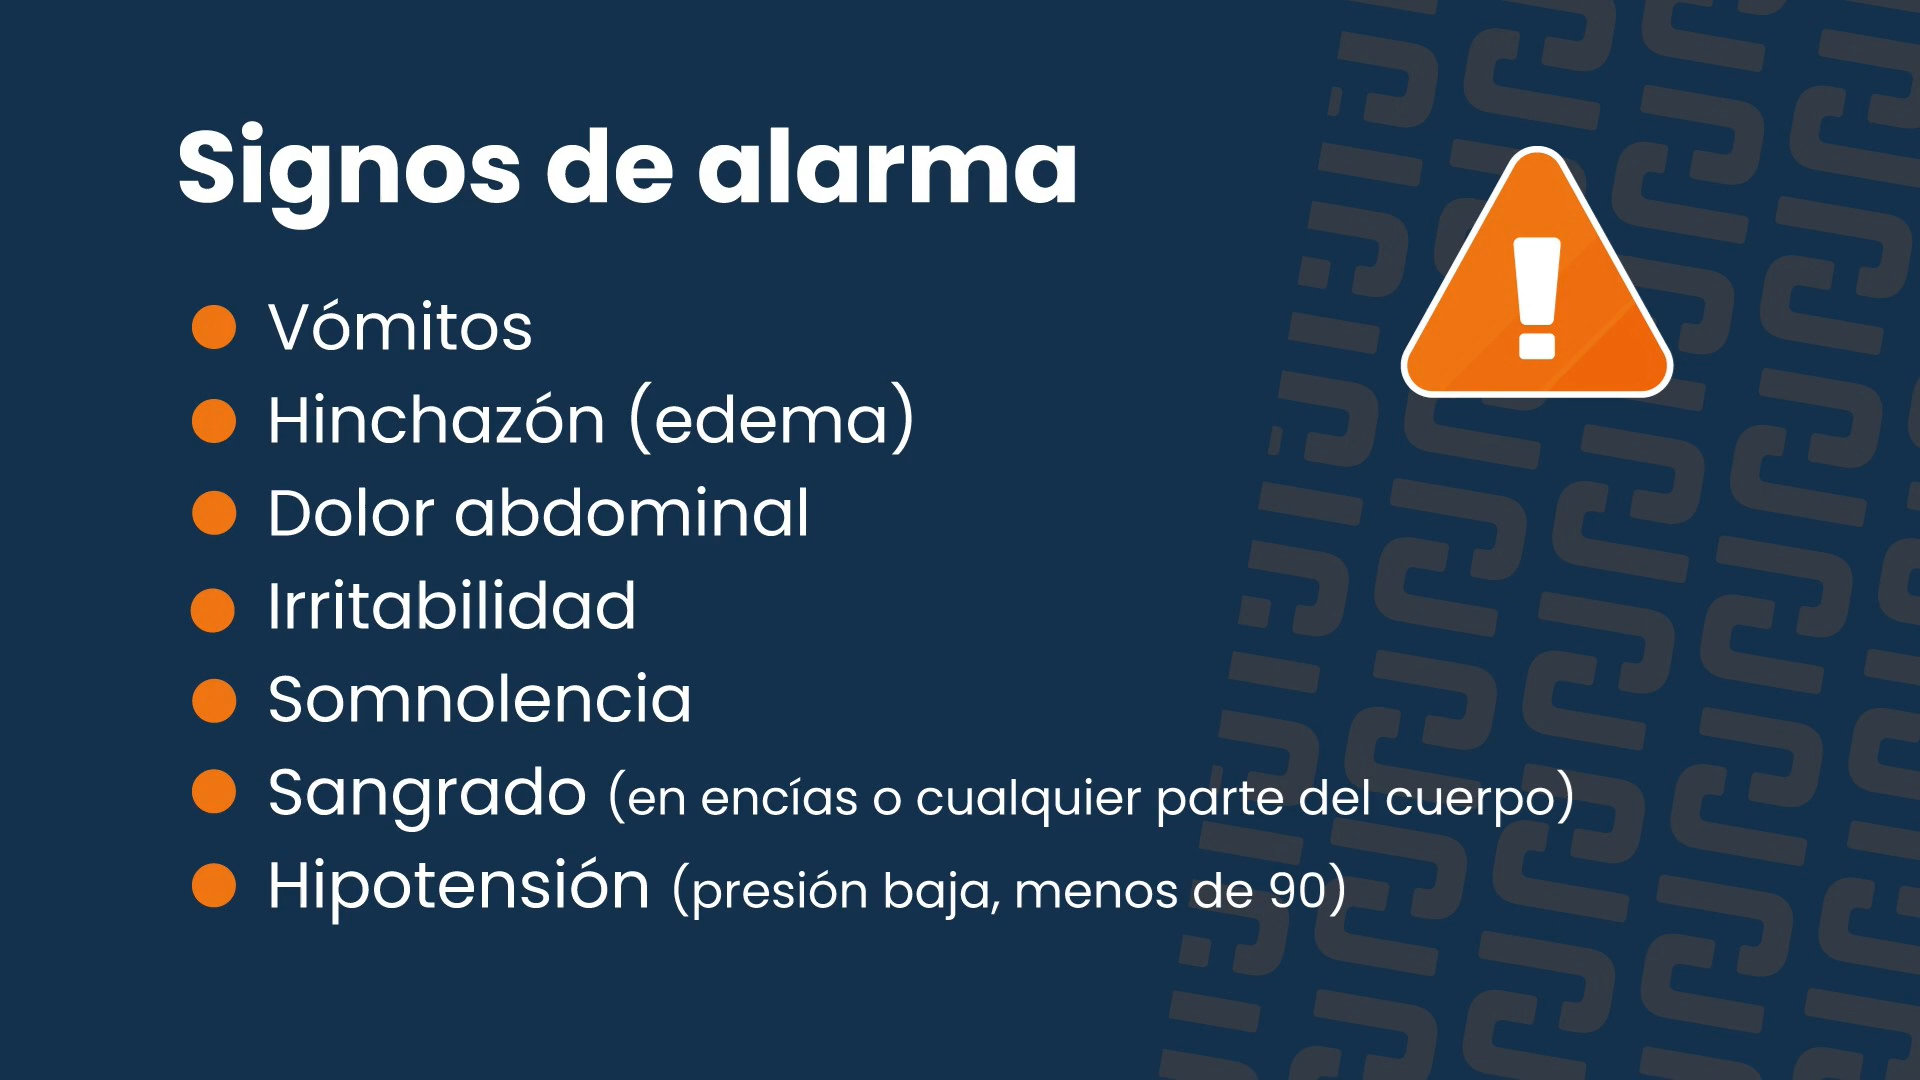 Signos de alarma
Vómitos
Hinchazón (edema)
Dolor abdominal
Irritabilidad
Somnolencia
Sangrado (en encías o cualquier parte del cuerpo)
Hipotensión (presión baja, menos de 90)